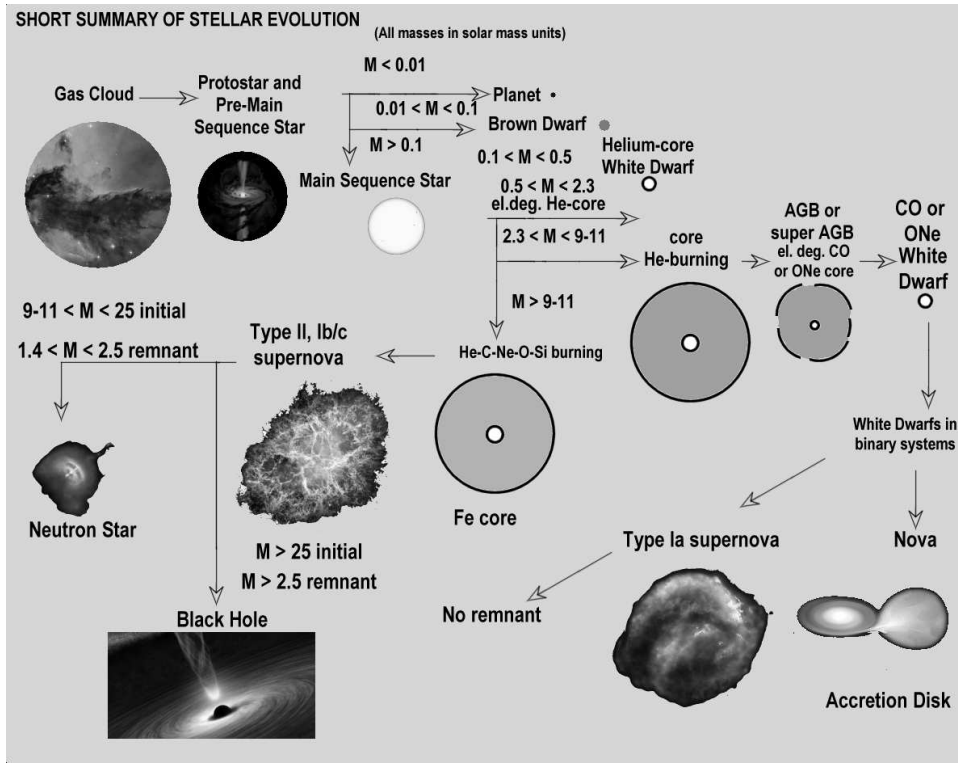 SHORT SUMMARY OF STELLAR EVOLUTION
(All masses in solar mass units)
M < 0.01
Gas Cloud
Protostar and
Pre-Main
Sequence Star
Planet
0.01 < M < 0.1
Brown Dwarf
M > 0.1
Main Sequence Star
0.1 < M < 0.5
Helium-core
White Dwarf
0.5 < M < 2.3
el.deg. He-core
2.3 < M < 9-11
core
He-burning
AGB or
super AGB
el. deg. CO
or ONe core
CO or
ONe
White
Dwarf
M > 9-11
9-11 < M < 25 initial
1.4 < M < 2.5 remnant
Type II, Ib/c
supernova
He-C-Ne-O-Si burning
Fe core
Neutron Star
M > 25 initial
M > 2.5 remnant
Black Hole
White Dwarfs in
binary systems
Type Ia supernova
Nova
No remnant
Accretion Disk